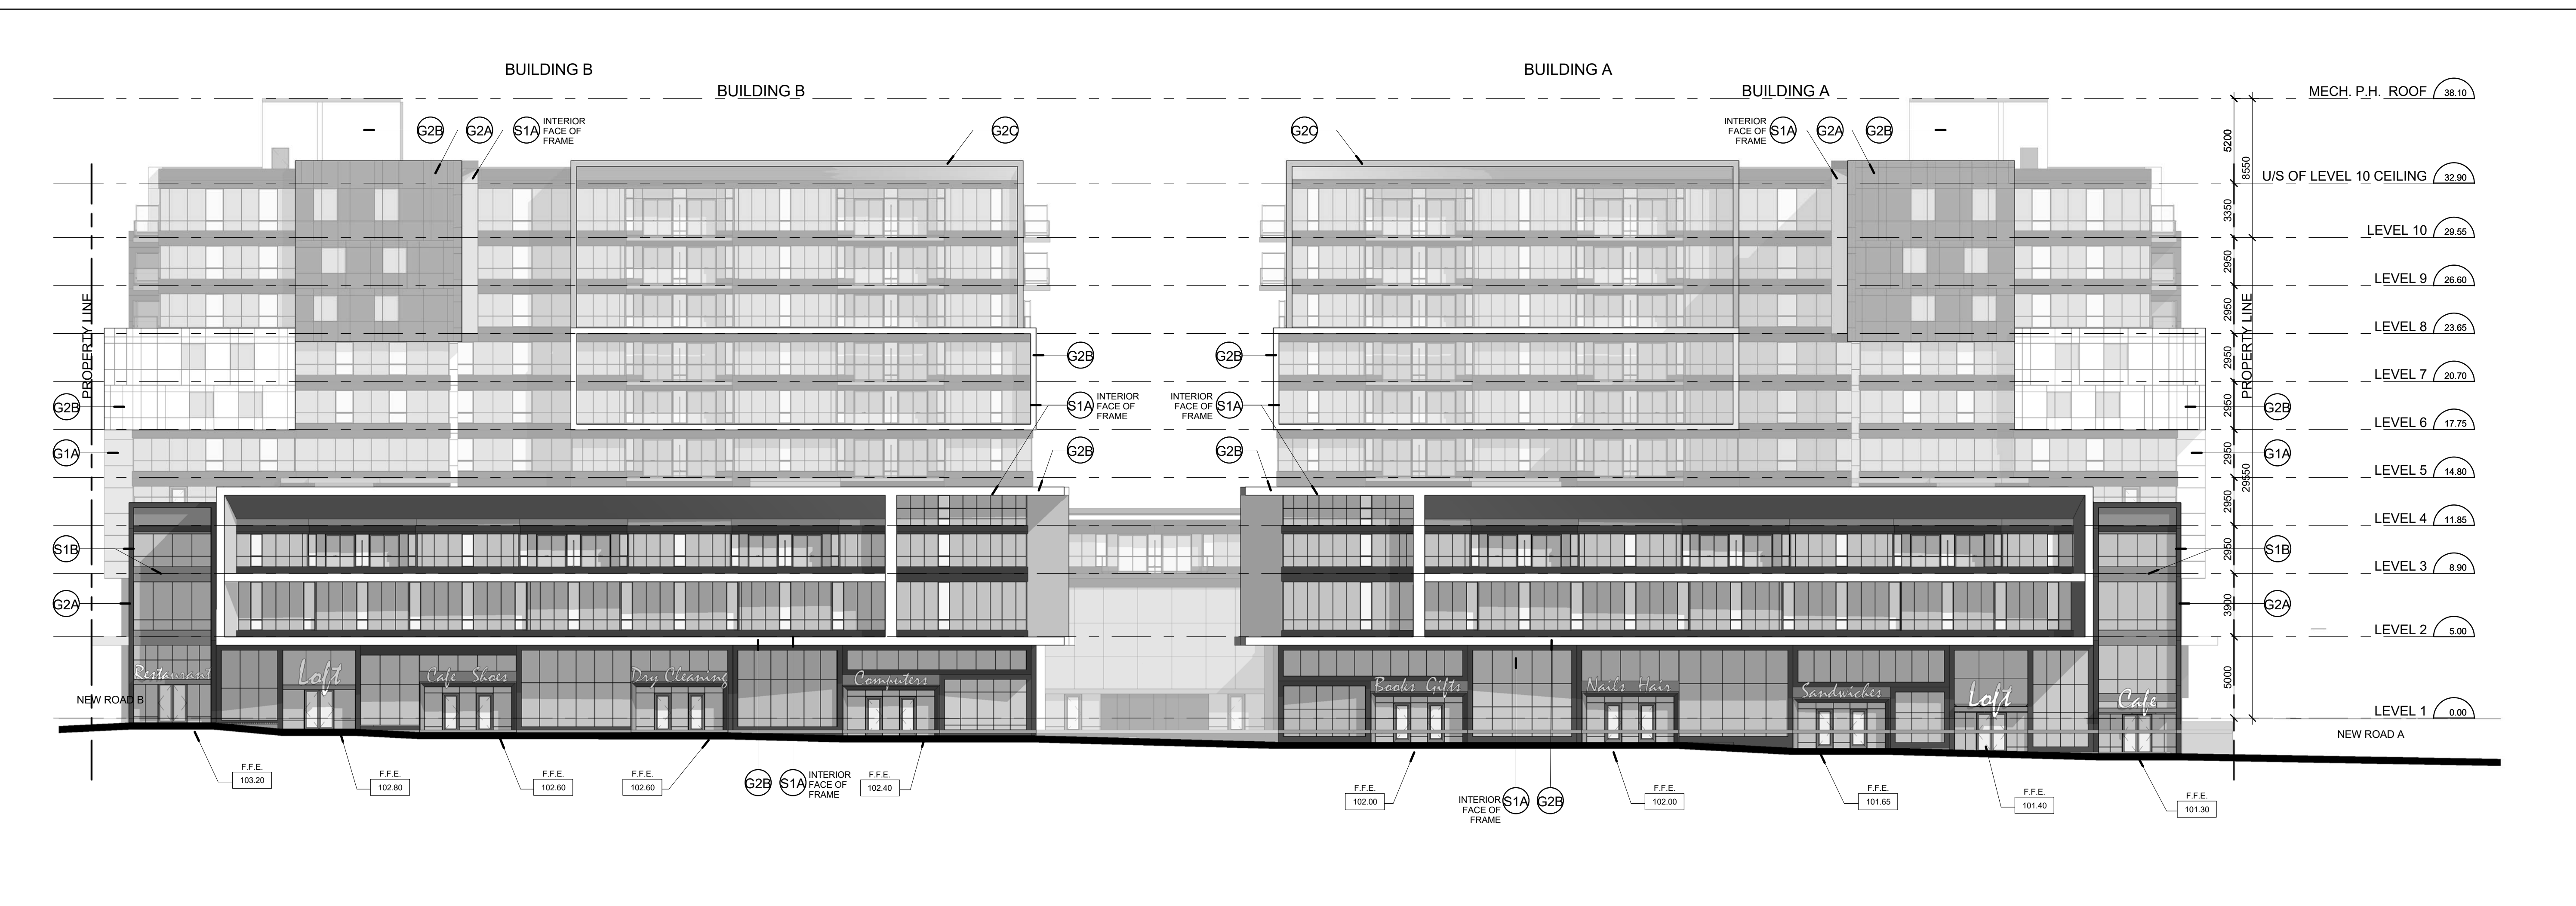 BUILDING B
BUILDING A
BUILDING B
BUILDING A
MECH. P.H. ROOF 38.10
G2B G2A S1A INTERIOR
FACE OF
FRAME
G2C
G2C
INTERIOR
FACE OF
FRAME S1A G2A G2B
5200
8550
U/S OF LEVEL 10 CEILING 32.90
3350
LEVEL 10 29.55
2950
LEVEL 9 26.60
2950
LEVEL 8 23.65
PROPERTY LINE
PROPERTY LINE
G2B
G2B
2950
LEVEL 7 20.70
G2B
S1A INTERIOR
FACE OF
FRAME
INTERIOR
FACE OF
FRAME S1A
G2B
2950
LEVEL 6 17.75
G1A
G2B
G2B
G1A
2950
29550
LEVEL 5 14.80
2950
LEVEL 4 11.85
S1B
S1B
2950
LEVEL 3 8.90
G2A
G2A
3900
LEVEL 2 5.00
Restaurant
Loft
Cafe Shoes
Dry Cleaning
Computers
Books Gifts
Nails Hair
Sandwiches
Loft
Cafe
5000
NEW ROAD B
LEVEL 1 0.00
NEW ROAD A
F.F.E.
103.20
F.F.E.
102.80
F.F.E.
102.60
F.F.E.
102.60
G2B S1A INTERIOR
FACE OF
FRAME
F.F.E.
102.40
F.F.E.
102.00
INTERIOR
FACE OF
FRAME S1A G2B
F.F.E.
102.00
F.F.E.
101.65
F.F.E.
101.40
F.F.E.
101.30